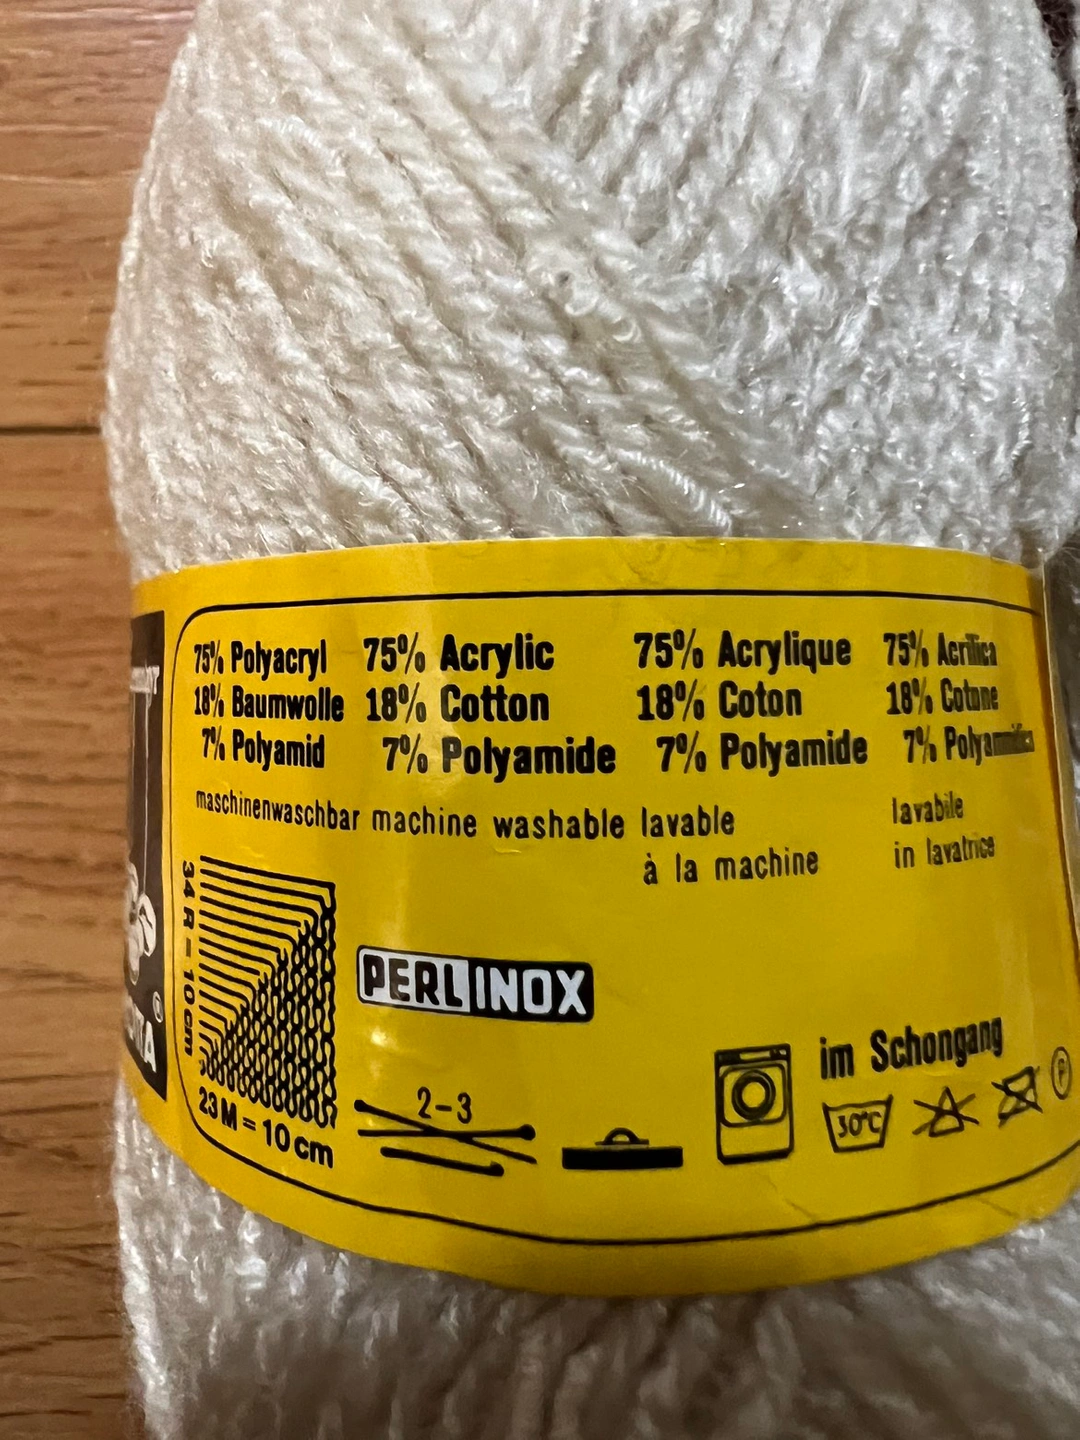 75% Polyacryl 75% Acrylic 75% Acrylique 75% Acrilica
18% Baumwolle 18% Cotton 18% Coton 18% Cotone
7% Polyamid 7% Polyamide 7% Polyamide 7%
maschinenwaschbar machine washable lavable lavabile
à la machine in lavatrice
34 R = 10 cm
PERLINOX
im Schongang
2-3
30°C
P
23 M = 10 cm